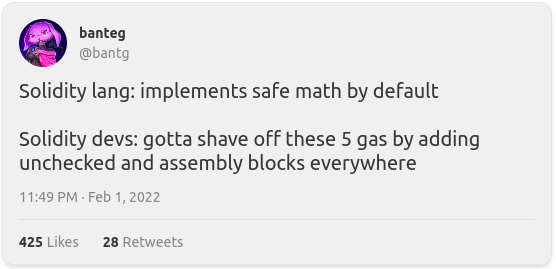 banteg
@bantg
Solidity lang: implements safe math by default
Solidity devs: gotta shave off these 5 gas by adding
unchecked and assembly blocks everywhere
11:49 PM · Feb 1, 2022
425 Likes 28 Retweets